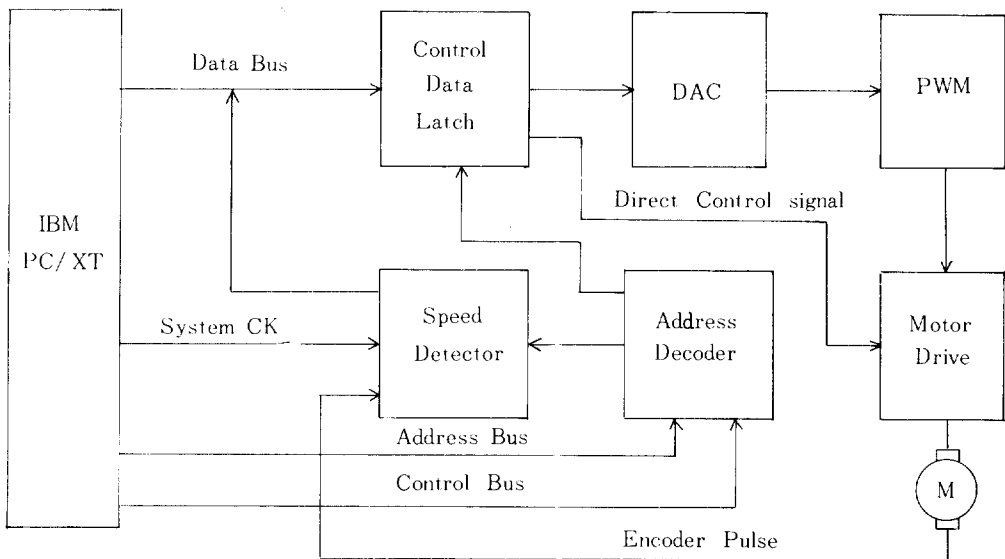 Data Bus
Control
Data
Latch
DAC
PWM
Direct Control signal
IBM
PC/XT
System CK
Speed
Detector
Address
Decoder
Motor
Drive
Address Bus
Control Bus
M
Encoder Pulse